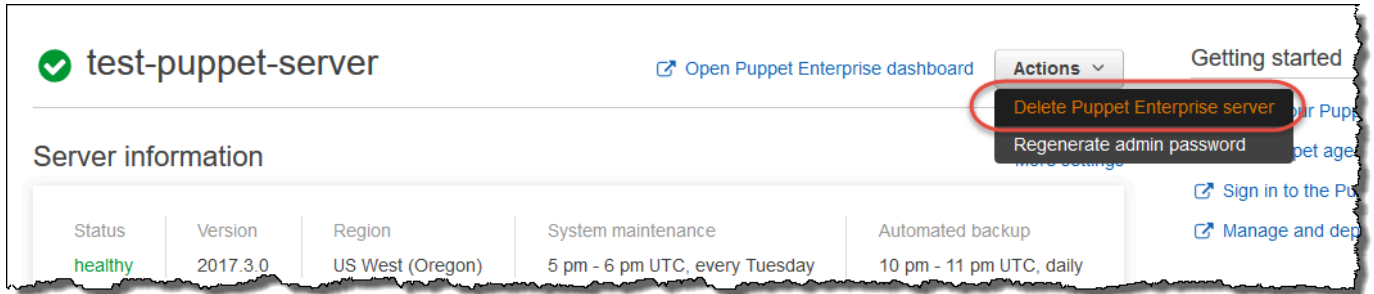 test-puppet-server
Open Puppet Enterprise dashboard
Actions
Delete Puppet Enterprise server
Regenerate admin password
Server information
Status
healthy
Version
2017.3.0
Region
US West (Oregon)
System maintenance
5 pm - 6 pm UTC, every Tuesday
Automated backup
10 pm - 11 pm UTC, daily
Getting started
Sign in to the
Manage and